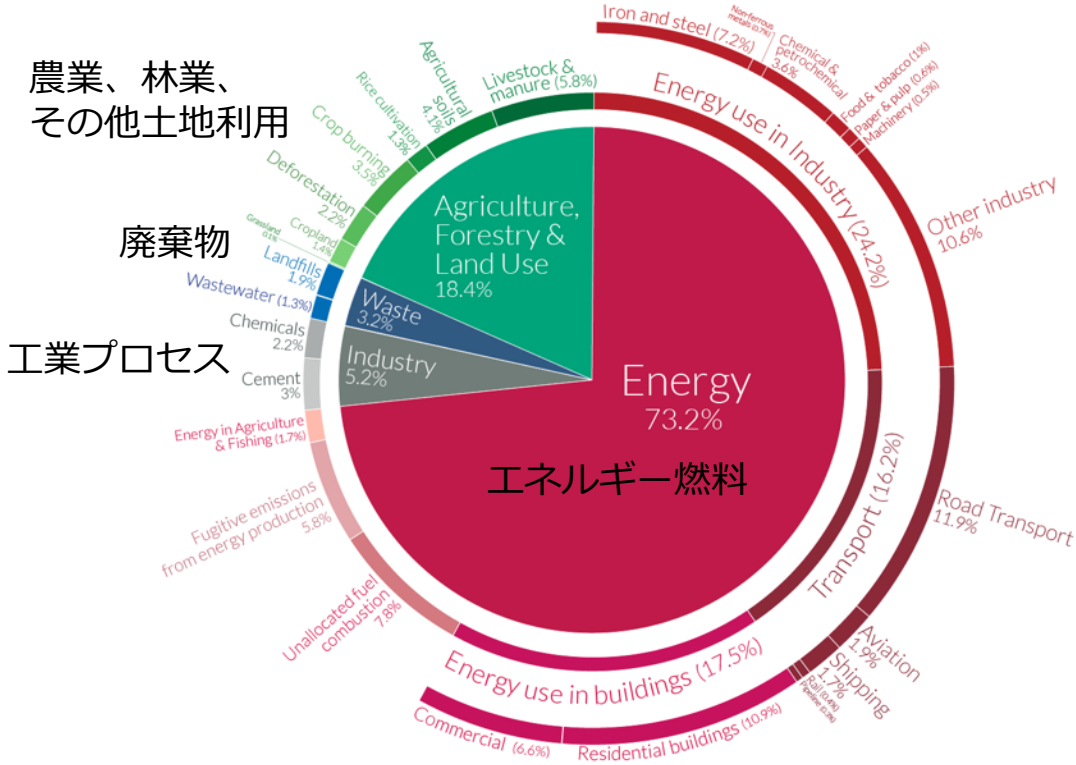 農業、林業、
その他土地利用
廃棄物
工業プロセス
エネルギー燃料
Energy
73.2%
Agriculture,
Forestry &
Land Use
18.4%
Waste
3.2%
Industry
5.2%
Energy use in Industry (24.2%)
Transport (16.2%)
Energy use in buildings (17.5%)
Iron and steel (7.2%)
Non-ferrous
metals (0.7%)
Chemical &
petrochemical
3.6%
Food & tobacco (1%)
Paper & pulp (0.6%)
Machinery (0.5%)
Other industry
10.6%
Road Transport
11.9%
Aviation
1.9%
Shipping
1.7%
Rail (0.4%)
Pipeline (0.3%)
Residential buildings (10.9%)
Commercial (6.6%)
Unallocated fuel
combustion
7.8%
Fugitive emissions
from energy production
5.8%
Energy in Agriculture
& Fishing (1.7%)
Cement
3%
Chemicals
2.2%
Wastewater (1.3%)
Landfills
1.9%
Grassland
0.1%
Cropland
1.4%
Deforestation
2.2%
Crop burning
3.5%
Rice cultivation
1.3%
Agricultural
soils
4.1%
Livestock &
manure (5.8%)